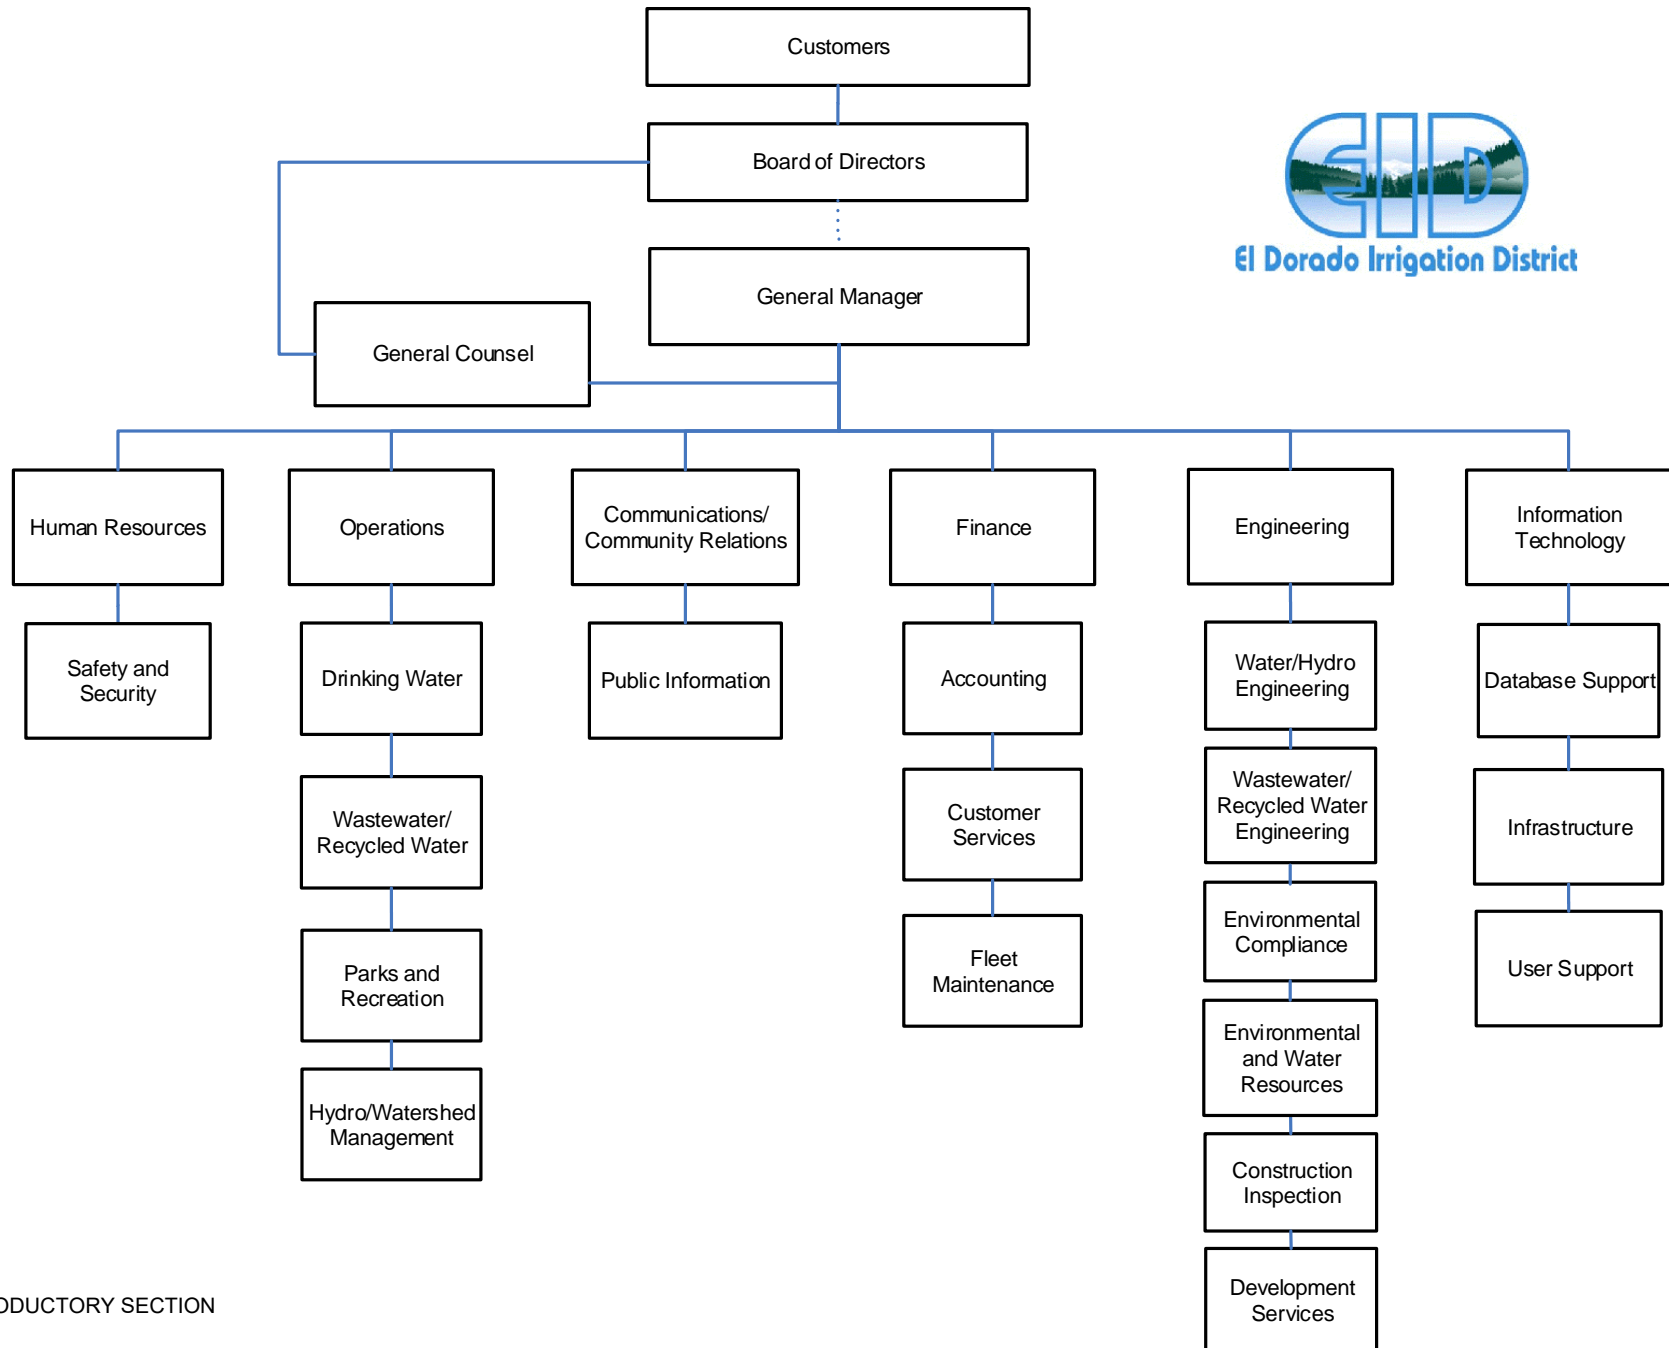 Customers
Board of Directors
El Dorado Irrigation District
EID
General Manager
General Counsel
Human Resources
Operations
Communications/
Community Relations
Finance
Engineering
Information
Technology
Safety and
Security
Drinking Water
Public Information
Accounting
Water/Hydro
Engineering
Database Support
Wastewater/
Recycled Water
Customer
Services
Wastewater/
Recycled Water
Engineering
Infrastructure
Parks and
Recreation
Fleet
Maintenance
Environmental
Compliance
User Support
Hydro/Watershed
Management
Environmental
and Water
Resources
Construction
Inspection
Development
Services
ODUCTORY SECTION